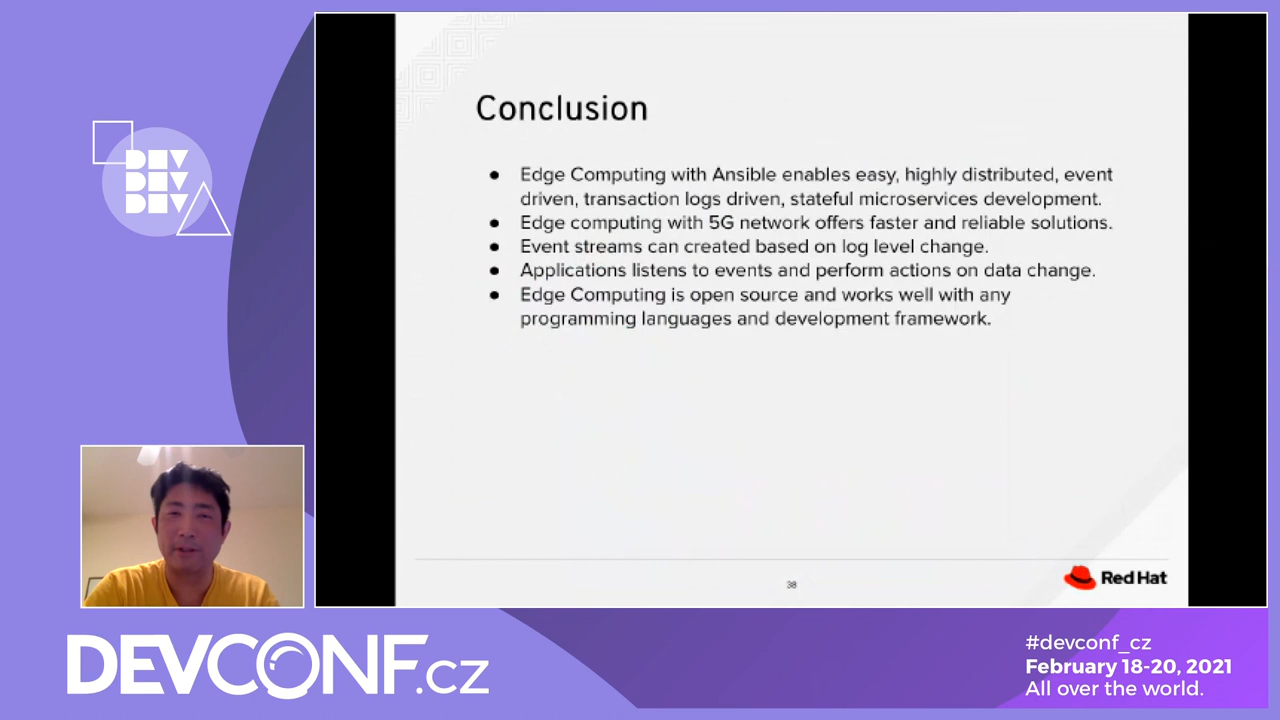 DEV
DEV
DEV
Conclusion
● Edge Computing with Ansible enables easy, highly distributed, event
driven, transaction logs driven, stateful microservices development.
● Edge computing with 5G network offers faster and reliable solutions.
● Event streams can created based on log level change.
● Applications listens to events and perform actions on data change.
● Edge Computing is open source and works well with any
programming languages and development framework.
38
Red Hat
DEVCONF.cz
#devconf_cz
February 18-20, 2021
All over the world.